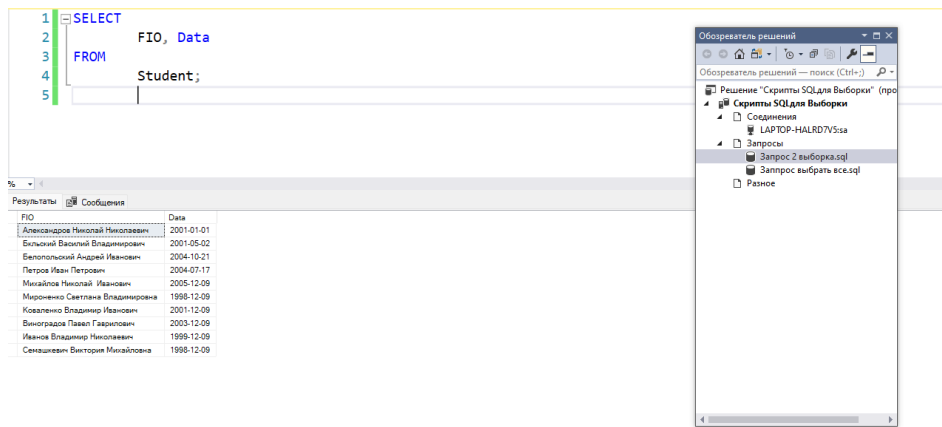 1 SELECT
2 FIO, Data
3 FROM
4 Student;
5
% 
Результаты Сообщения
FIO Data
Александров Николай Николаевич 2001-01-01
Бкльский Василий Владимирович 2001-05-02
Белопольский Андрей Иванович 2004-10-21
Петров Иван Петрович 2004-07-17
Михайлов Николай Иванович 2005-12-09
Мироненко Светлана Владимировна 1998-12-09
Коваленко Владимир Иванович 2001-12-09
Виноградов Павел Гаврилович 2003-12-09
Иванов Владимир Николаевич 1999-12-09
Семашкевич Виктория Михайловна 1998-12-09
Обозреватель решений
Обозреватель решений — поиск (Ctrl+;)
Решение "Скрипты SQLдля Выборки" (про
Скрипты SQLдля Выборки
Соединения
LAPTOP-HALRD7V5:sa
Запросы
Запрос 2 выборка.sql
Заппрос выбрать все.sql
Разное